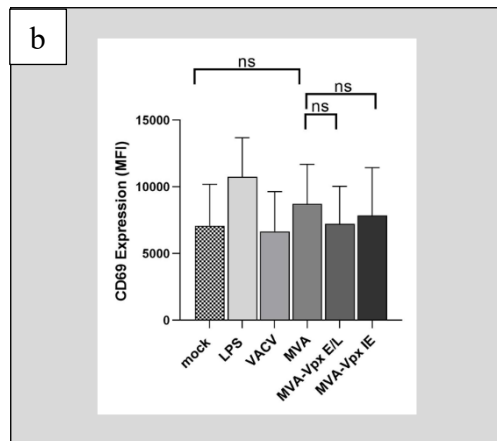 b
ns
ns
ns
15000
10000
5000
0
CD69 Expression (MFI)
mock
LPS
VACV
MVA
MVA-Vpx E/L
MVA-Vpx IE